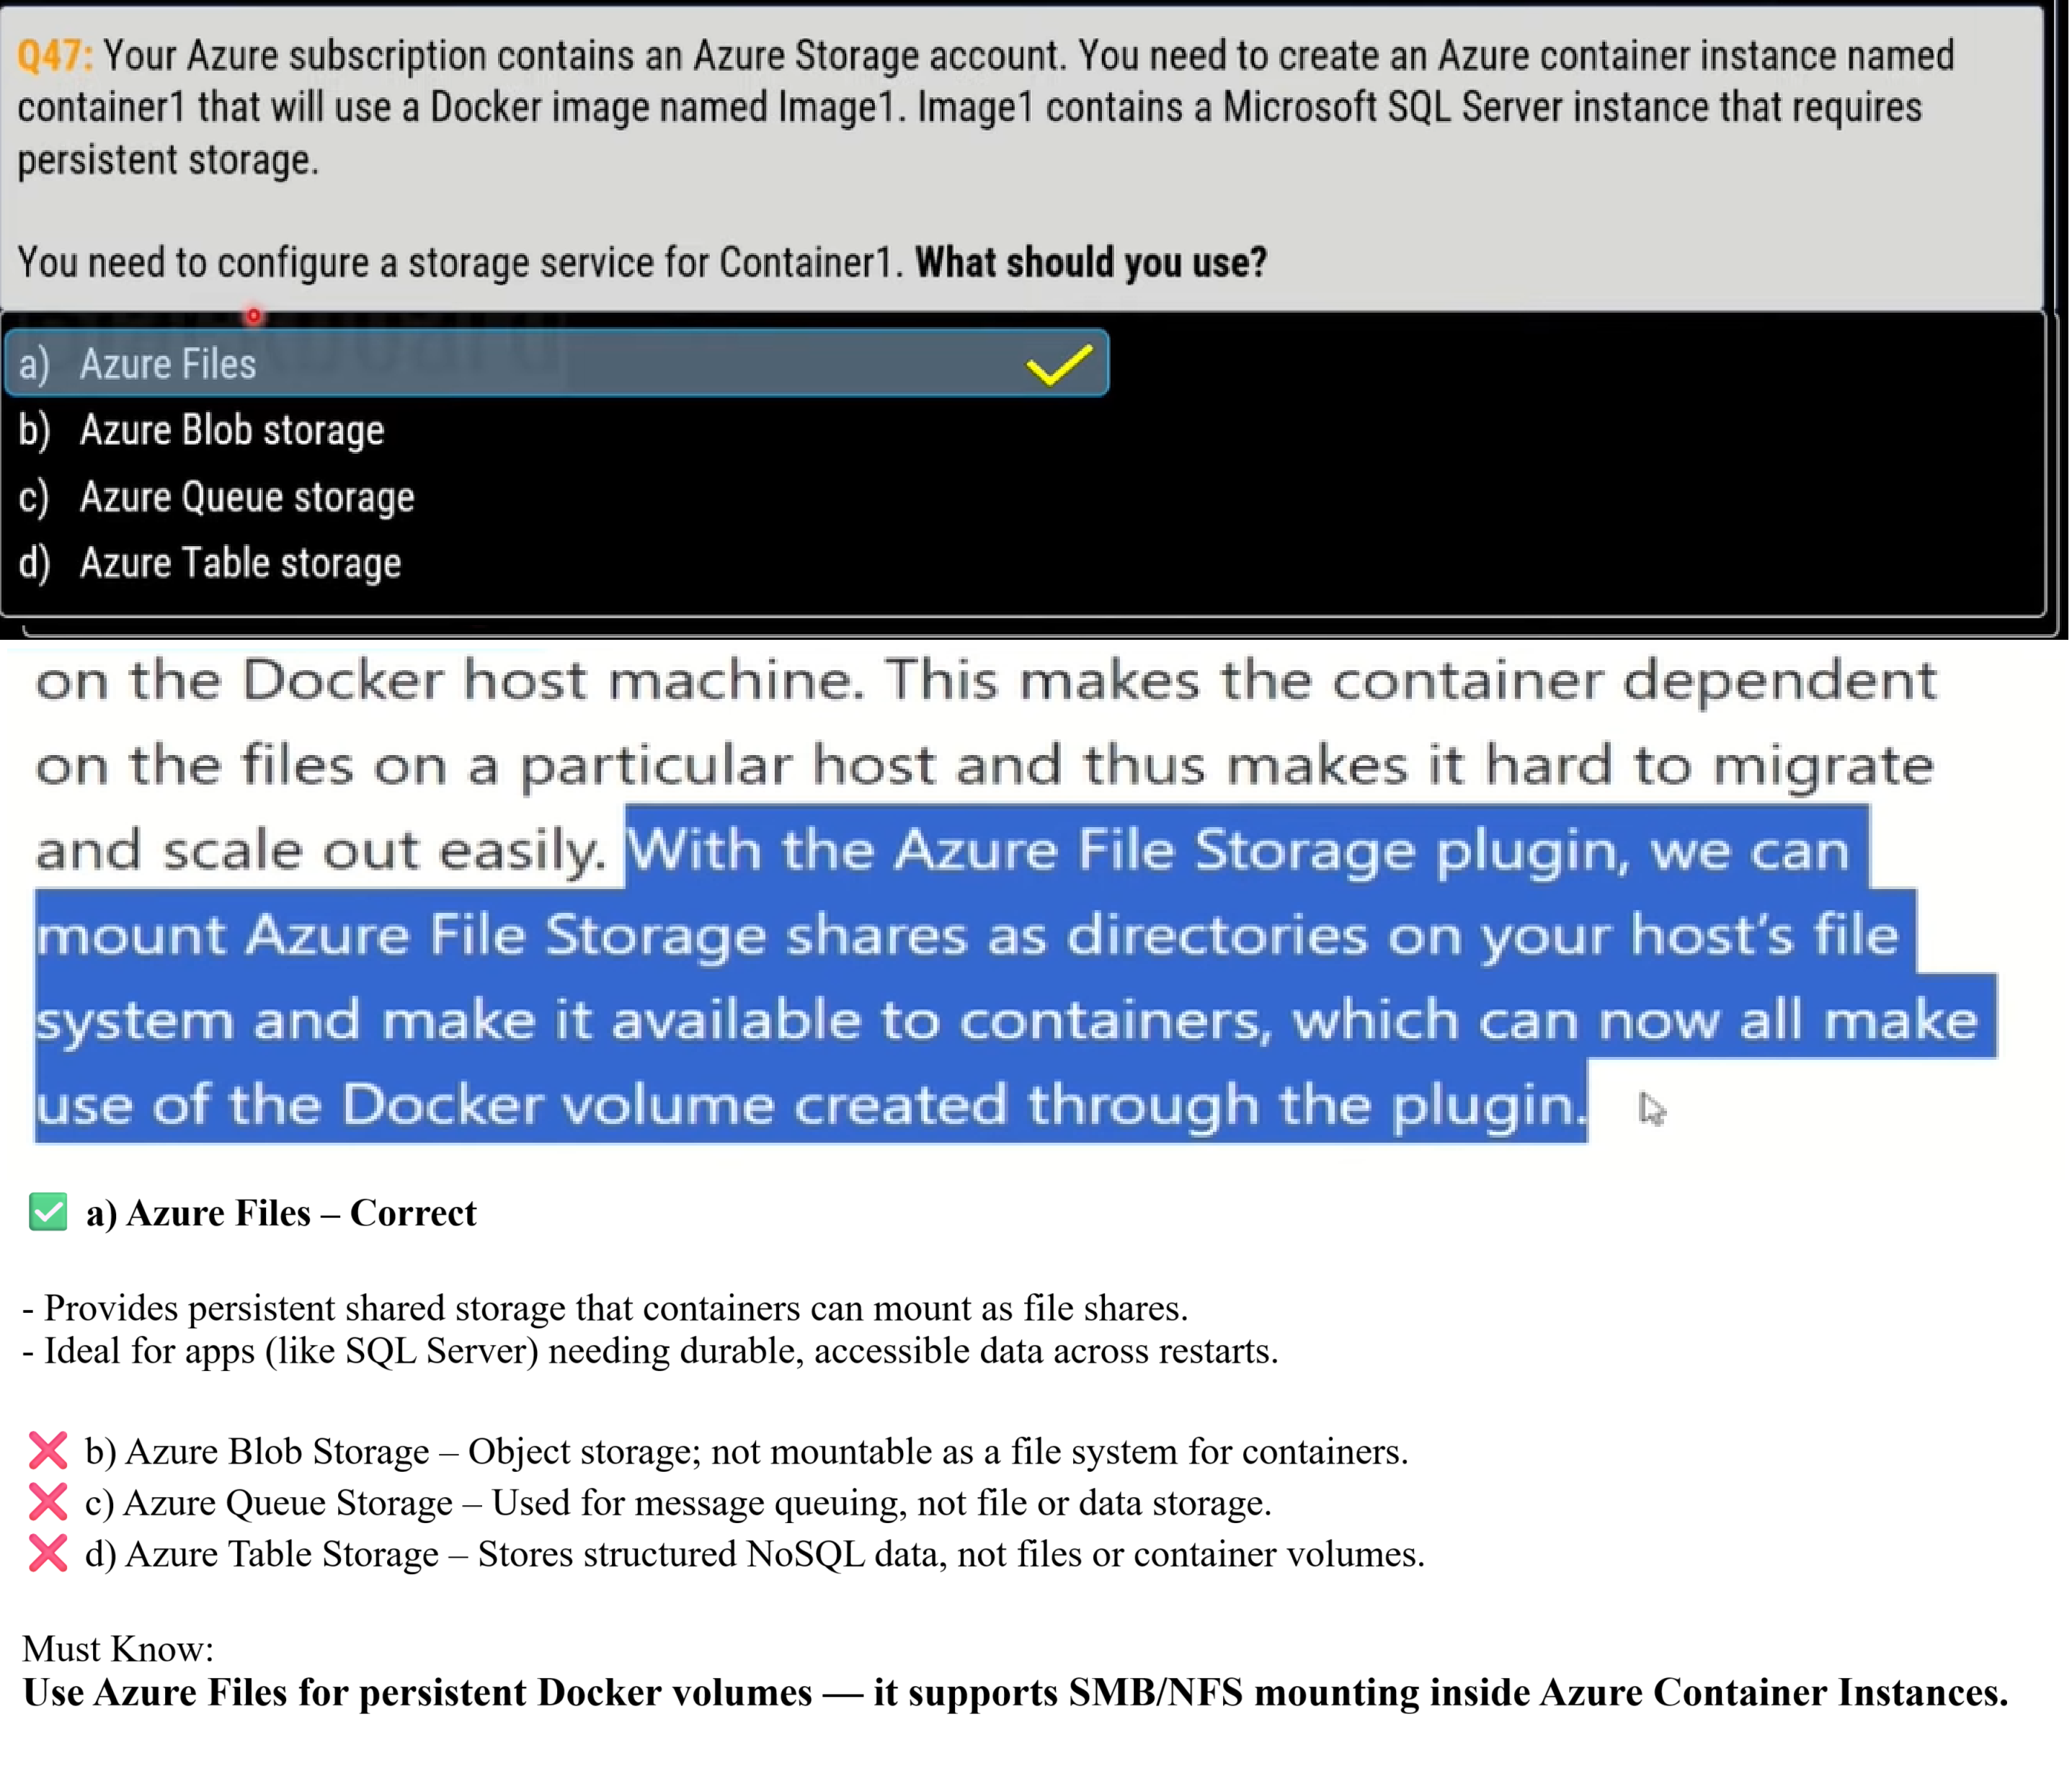 Q47: Your Azure subscription contains an Azure Storage account. You need to create an Azure container instance named
container1 that will use a Docker image named Image1. Image1 contains a Microsoft SQL Server instance that requires
persistent storage.
You need to configure a storage service for Container1. What should you use?
a) Azure Files
b) Azure Blob storage
c) Azure Queue storage
d) Azure Table storage
on the Docker host machine. This makes the container dependent
on the files on a particular host and thus makes it hard to migrate
and scale out easily. With the Azure File Storage plugin, we can
mount Azure File Storage shares as directories on your host's file
system and make it available to containers, which can now all make
use of the Docker volume created through the plugin.
✅ a) Azure Files – Correct
- Provides persistent shared storage that containers can mount as file shares.
- Ideal for apps (like SQL Server) needing durable, accessible data across restarts.
❌ b) Azure Blob Storage – Object storage; not mountable as a file system for containers.
❌ c) Azure Queue Storage – Used for message queuing, not file or data storage.
❌ d) Azure Table Storage – Stores structured NoSQL data, not files or container volumes.
Must Know:
Use Azure Files for persistent Docker volumes — it supports SMB/NFS mounting inside Azure Container Instances.